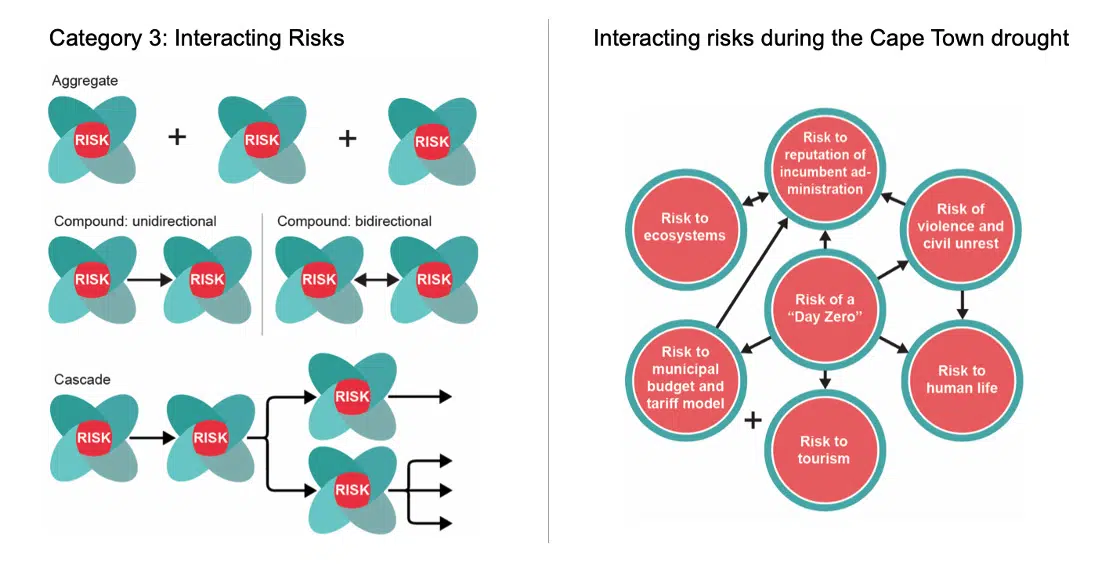 Category 3: Interacting Risks
Aggregate
RISK
+
RISK
+
RISK
Compound: unidirectional
RISK
RISK
Compound: bidirectional
RISK
RISK
Cascade
RISK
RISK
RISK
RISK
Interacting risks during the Cape Town drought
Risk to
reputation of
incumbent ad-
ministration
Risk to
ecosystems
Risk of
violence and
civil unrest
Risk of a
“Day Zero”
Risk to
municipal
budget and
tariff model
Risk to
human life
+
Risk to
tourism